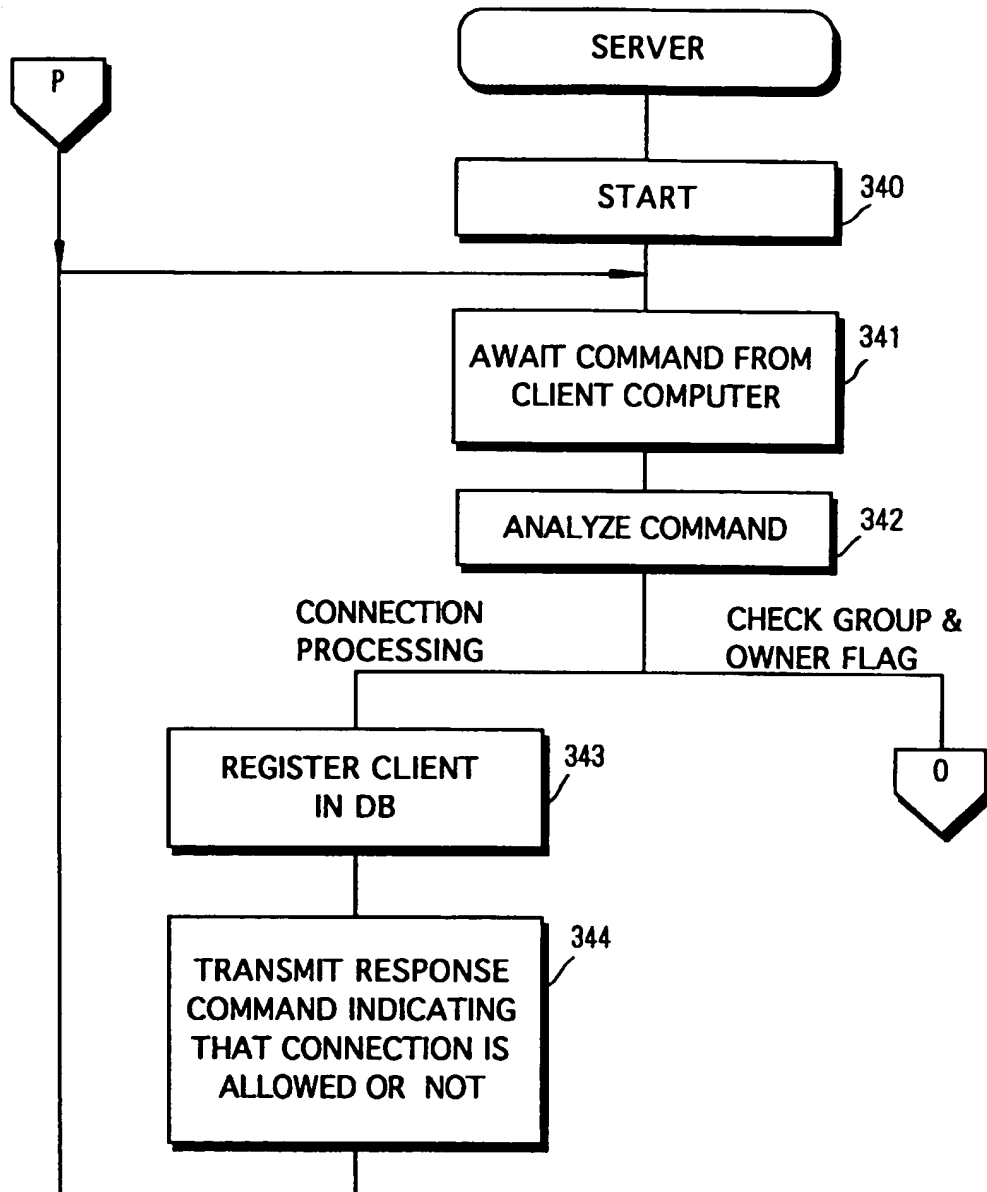 SERVER
P
START
340
AWAIT COMMAND FROM
CLIENT COMPUTER
341
ANALYZE COMMAND
342
CONNECTION
PROCESSING
CHECK GROUP &
OWNER FLAG
REGISTER CLIENT
IN DB
343
O
TRANSMIT RESPONSE
COMMAND INDICATING
THAT CONNECTION IS
ALLOWED OR NOT
344